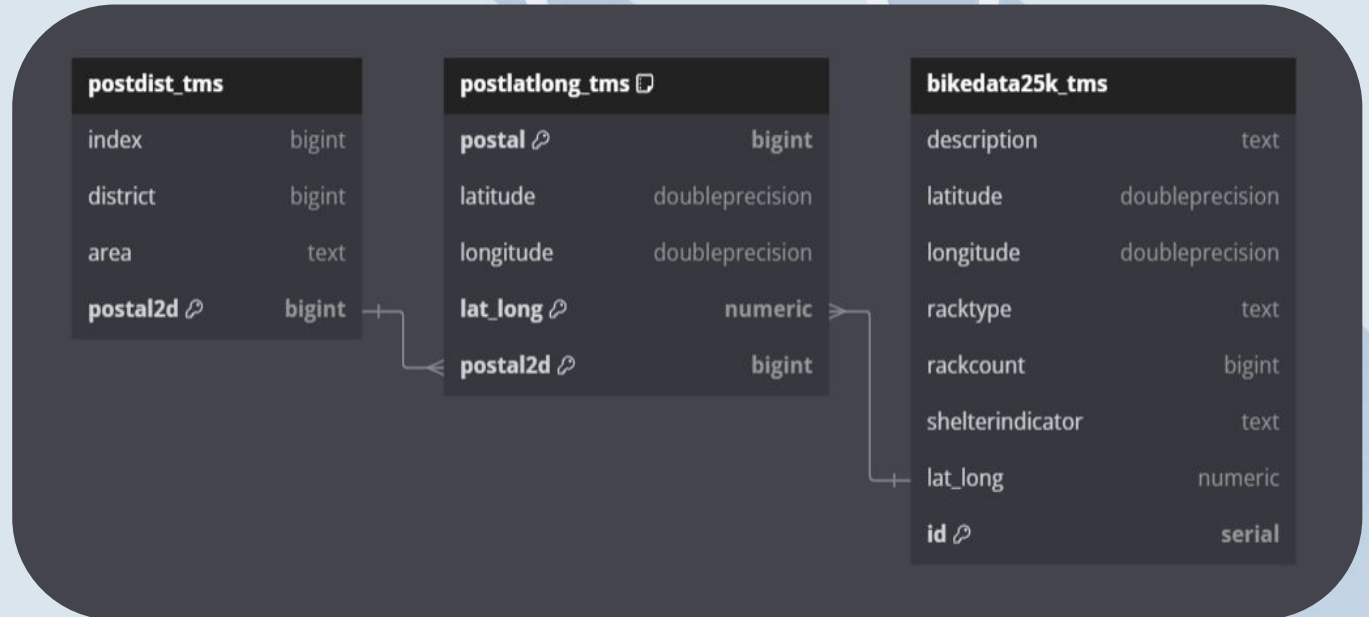 postdist_tms
index bigint
district bigint
area text
postal2d bigint
postlatlong_tms
postal bigint
latitude doubleprecision
longitude doubleprecision
lat_long numeric
postal2d bigint
bikedata25k_tms
description text
latitude doubleprecision
longitude doubleprecision
racktype text
rackcount bigint
shelterindicator text
lat_long numeric
id serial